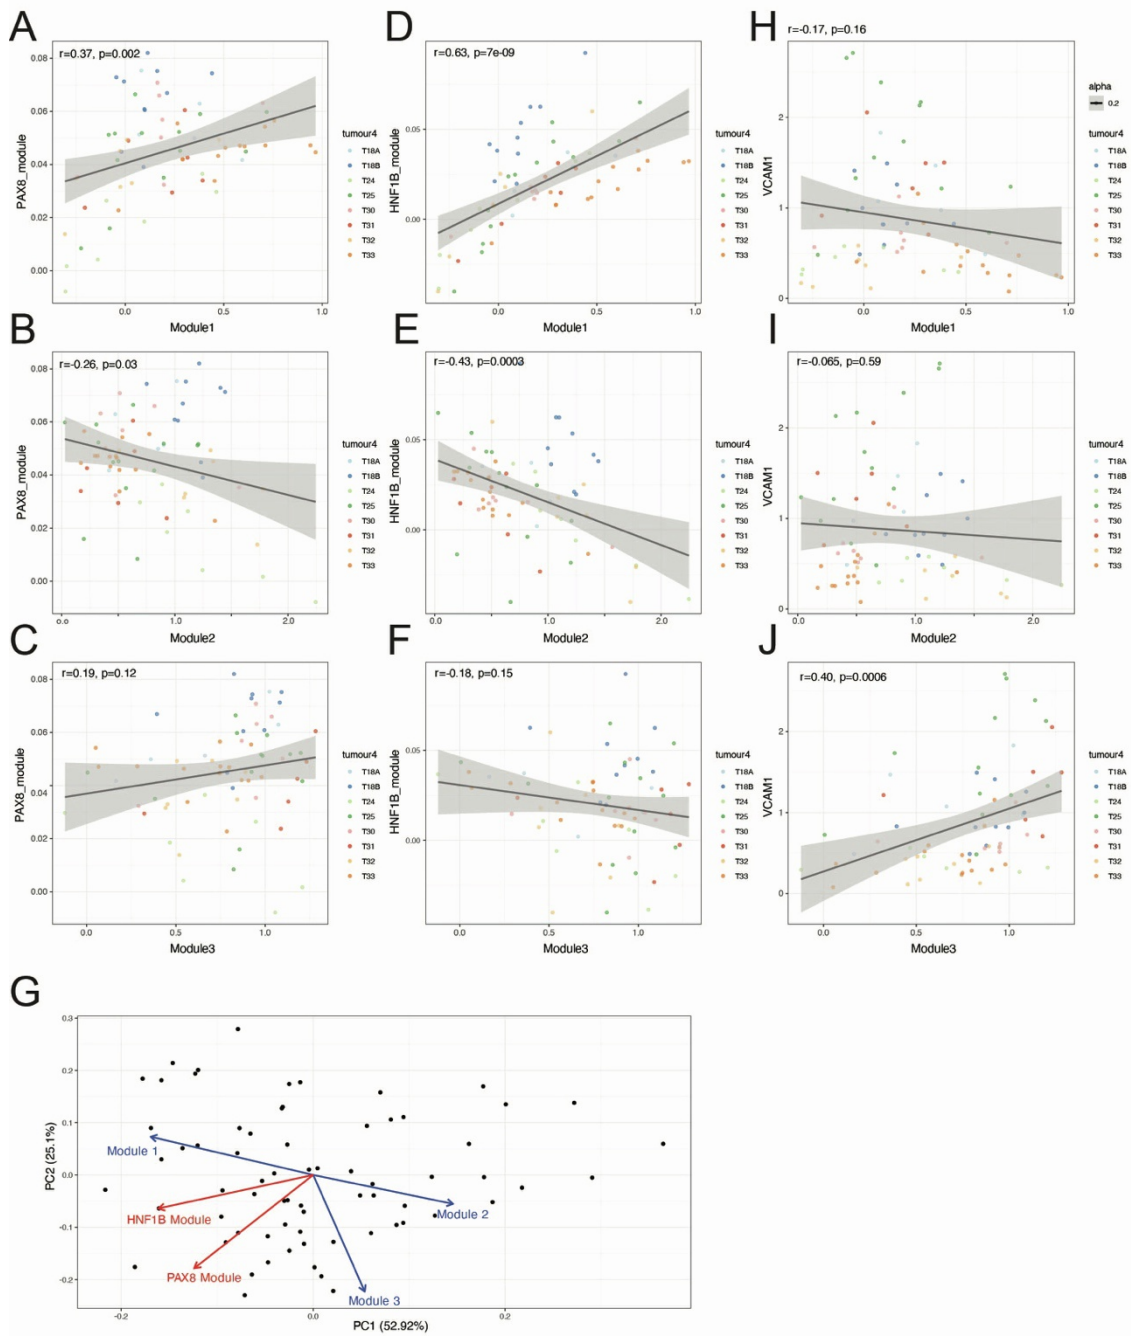 A
r=0.37, p=0.002
PAX8_module
0.08
0.06
0.04
0.02
0.00
0.0
0.5
1.0
Module1
tumour4
T18A
T18B
T24
T25
T30
T31
T32
T33
D
r=0.63, p=7e-09
HNF1B_module
0.05
0.00
0.0
0.5
1.0
Module1
tumour4
T18A
T18B
T24
T25
T30
T31
T32
T33
H
r=-0.17, p=0.16
VCAM1
2
1
0
0.0
0.5
1.0
Module1
alpha
0.2
tumour4
T18A
T18B
T24
T25
T30
T31
T32
T33
B
r=-0.26, p=0.03
PAX8_module
0.08
0.06
0.04
0.02
0.00
0.0
0.5
1.0
2.0
Module2
tumour4
T18A
T18B
T24
T25
T30
T31
T32
T33
E
r=-0.43, p=0.0003
HNF1B_module
0.05
0.00
0.0
0.5
1.0
2.0
Module2
tumour4
T18A
T18B
T24
T25
T30
T31
T32
T33
I
r=-0.065, p=0.59
VCAM1
2
1
0
0.0
0.5
1.0
2.0
Module2
tumour4
T18A
T18B
T24
T25
T30
T31
T32
T33
C
r=0.19, p=0.12
PAX8_module
0.08
0.06
0.04
0.02
0.00
0.0
0.5
1.0
Module3
tumour4
T18A
T18B
T24
T25
T30
T31
T32
T33
F
r=-0.18, p=0.15
HNF1B_module
0.05
0.00
0.0
0.5
1.0
Module3
tumour4
T18A
T18B
T24
T25
T30
T31
T32
T33
J
r=0.40, p=0.0006
VCAM1
2
1
0
0.0
0.5
1.0
Module3
tumour4
T18A
T18B
T24
T25
T30
T31
T32
T33
G
PC2 (25.1%)
0.3
0.2
0.1
0.0
-0.1
-0.2
Module 1
HNF1B Module
PAX8 Module
Module 2
Module 3
-0.2
0.0
0.2
PC1 (52.92%)